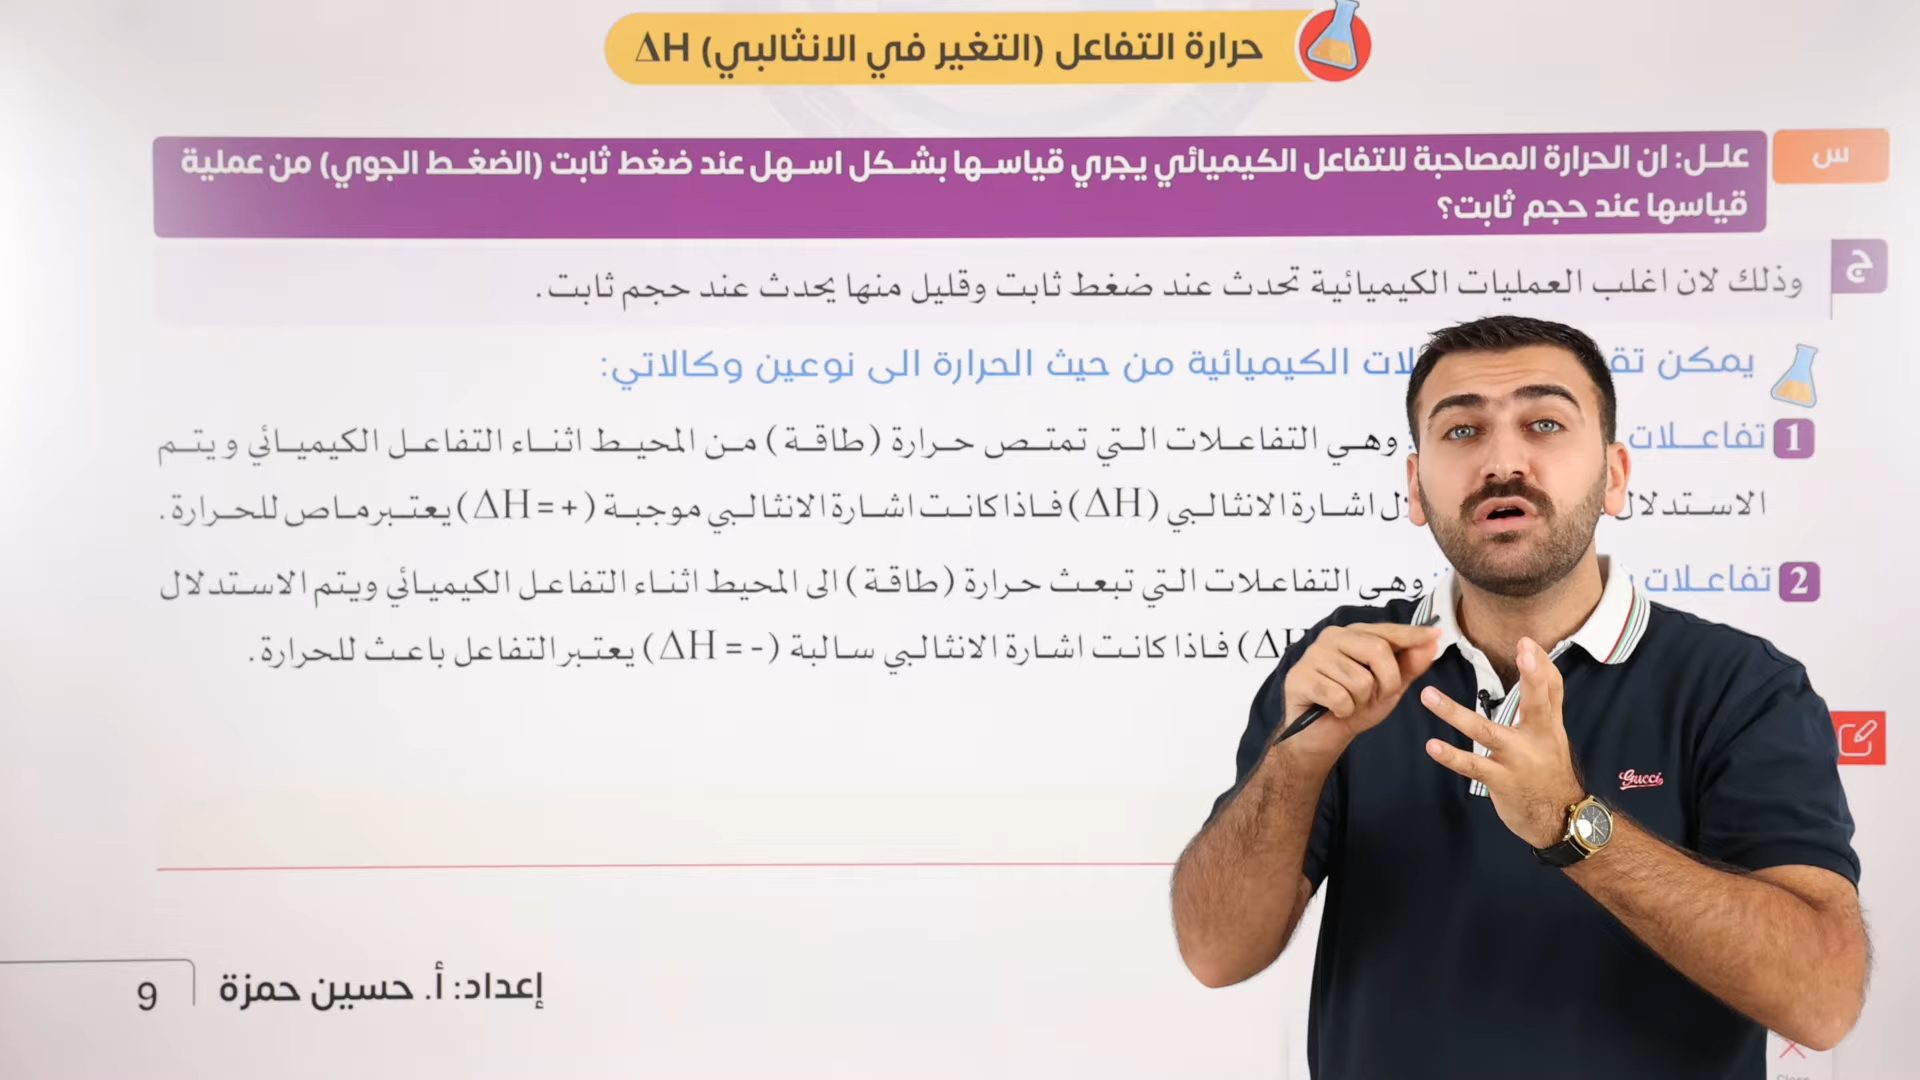 حرارة التفاعل (التغير في الانثالبي) ΔH
س
علل: ان الحرارة المصاحبة للتفاعل الكيميائي يجري قياسها بشكل اسهل عند ضغط ثابت (الضغط الجوي) من عملية
قياسها عند حجم ثابت؟
ج
وذلك لان اغلب العمليات الكيميائية تحدث عند ضغط ثابت وقليل منها يحدث عند حجم ثابت.
يمكن الكيميائية من حيث الحرارة الى نوعين وكالاتي:
1 تفاعلات وهي التفاعلات التي تمتص حرارة (طاقة) من المحيط اثناء التفاعل الكيميائي ويتم
الاستدلال اشارة الانثالبي (ΔH) فاذا كانت اشارة الانثالبي موجبة (ΔH = +) يعتبر ماص للحرارة.
2 تفاعلات وهي التفاعلات التي تبعث حرارة (طاقة) الى المحيط اثناء التفاعل الكيميائي ويتم الاستدلال
فاذا كانت اشارة الانثالبي سالبة (ΔH = -) يعتبر التفاعل باعث للحرارة.
Gucci
إعداد: أ. حسين حمزة
9